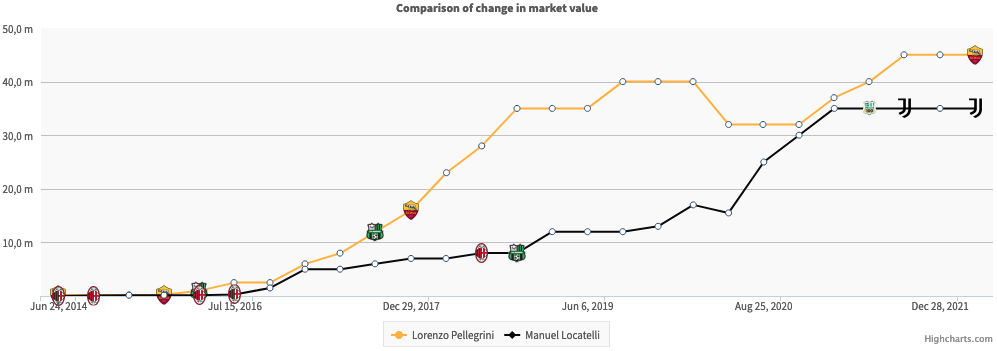 Comparison of change in market value
50,0 m
40,0 m
30,0 m
20,0 m
10,0 m
Jun 24, 2014 Jul 15, 2016 Dec 29, 2017 Jun 6, 2019 Aug 25, 2020 Dec 28, 2021
Lorenzo Pellegrini Manuel Locatelli
Highcharts.com